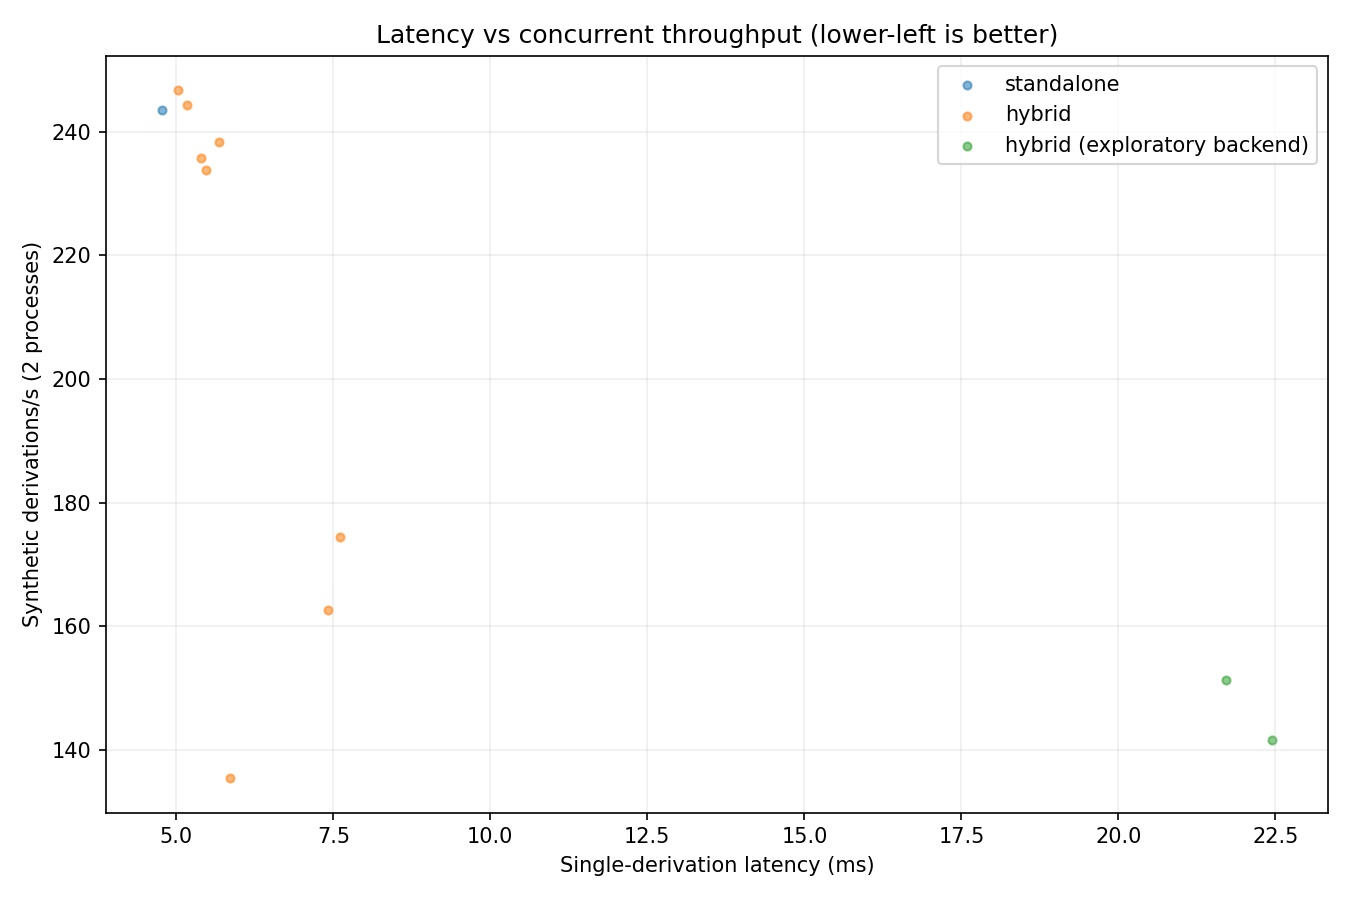 Latency vs concurrent throughput (lower-left is better)
standalone
hybrid
hybrid (exploratory backend)
Synthetic derivations/s (2 processes)
240
220
200
180
160
140
5.0 7.5 10.0 12.5 15.0 17.5 20.0 22.5
Single-derivation latency (ms)